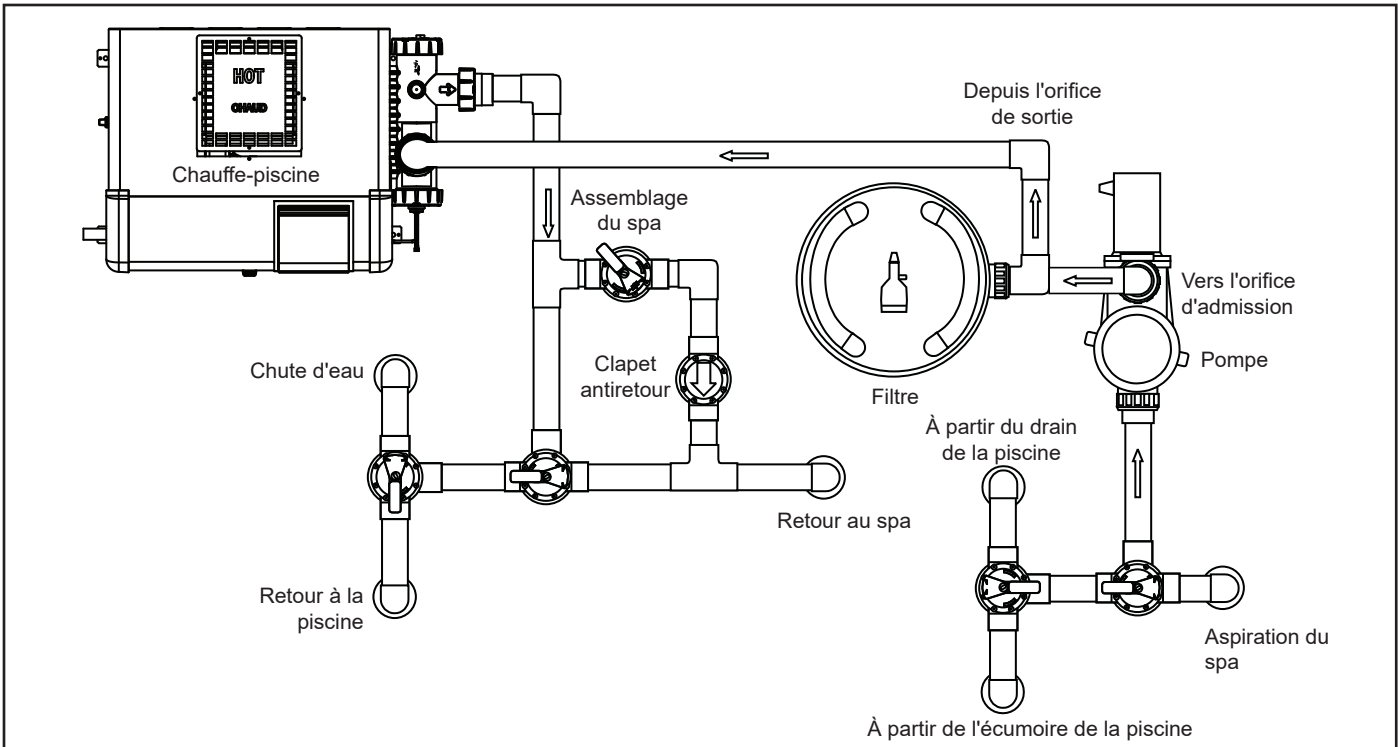 HOT
CHAUD
Chauffe-piscine
Depuis l'orifice
de sortie
Assemblage
du spa
Vers l'orifice
d'admission
Pompe
Chute d'eau
Clapet
antiretour
Filtre
À partir du drain
de la piscine
Retour au spa
Retour à la
piscine
Aspiration du
spa
À partir de l'écumoire de la piscine